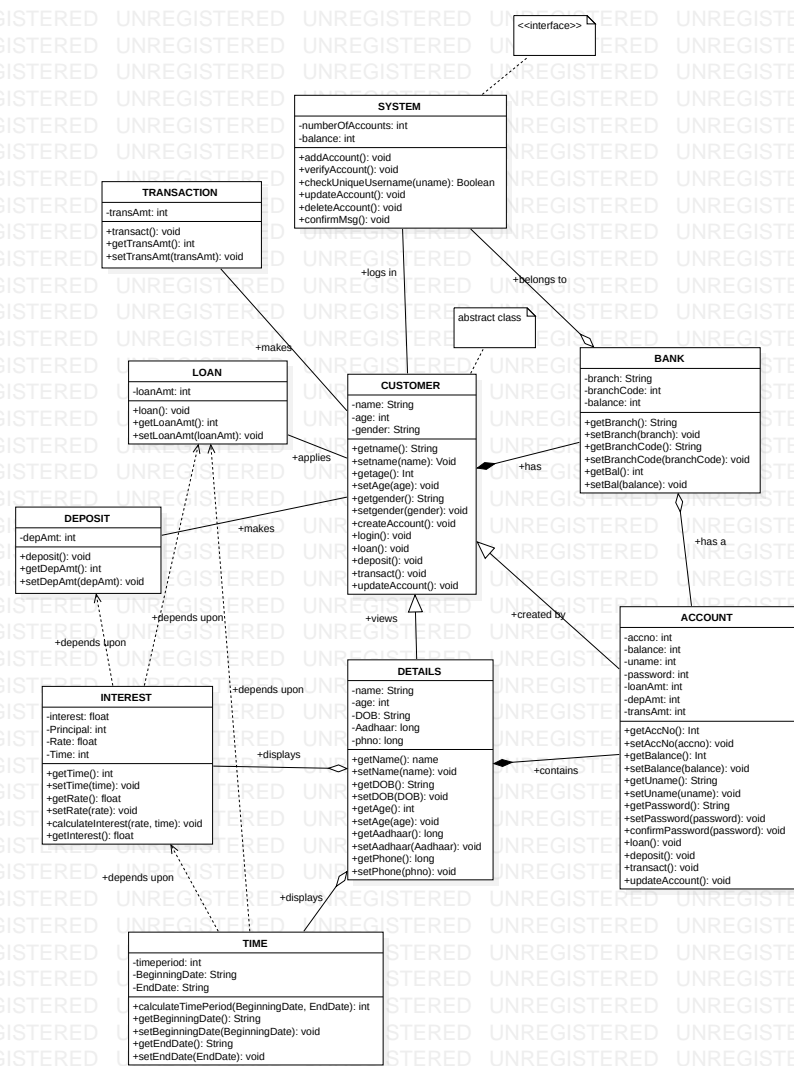 <<interface>>
SYSTEM
-numberOfAccounts: int
-balance: int
+addAccount(): void
+verifyAccount(): void
+checkUniqueUsername(uname): Boolean
+updateAccount(): void
+deleteAccount(): void
+confirmMsg(): void
TRANSACTION
-transAmt: int
+transact(): void
+getTransAmt(): int
+setTransAmt(transAmt): void
+logs in
+belongs to
abstract class
+makes
LOAN
-loanAmt: int
+loan(): void
+getLoanAmt(): int
+setLoanAmt(loanAmt): void
CUSTOMER
-name: String
-age: int
-gender: String
+getname(): String
+setname(name): Void
+getage(): Int
+setAge(age): void
+getgender(): String
+setgender(gender): void
+createAccount(): void
+login(): void
+loan(): void
+deposit(): void
+transact(): void
+updateAccount(): void
BANK
-branch: String
-branchCode: int
-balance: int
+getBranch(): String
+setBranch(branch): void
+getBranchCode(): String
+setBranchCode(branchCode): void
+getBal(): int
+setBal(balance): void
+applies
+has
+makes
DEPOSIT
-depAmt: int
+deposit(): void
+getDepAmt(): int
+setDepAmt(depAmt): void
+has a
+depends upon
+depends upon
+depends upon
+views
+created by
ACCOUNT
-accno: int
-balance: int
-uname: int
-password: int
-loanAmt: int
-depAmt: int
-transAmt: int
+getAccNo(): Int
+setAccNo(accno): void
+getBalance(): Int
+setBalance(balance): void
+getUname(): String
+setUname(uname): void
+getPassword(): String
+setPassword(password): void
+confirmPassword(password): void
+loan(): void
+deposit(): void
+transact(): void
+updateAccount(): void
DETAILS
-name: String
-age: int
-DOB: String
-Aadhaar: long
-phno: long
+getName(): name
+setName(name): void
+getDOB(): String
+setDOB(DOB): void
+getAge(): int
+setAge(age): void
+getAadhaar(): long
+setAadhaar(Aadhaar): void
+getPhone(): long
+setPhone(phno): void
INTEREST
-interest: float
-Principal: int
-Rate: float
-Time: int
+getTime(): int
+setTime(time): void
+getRate(): float
+setRate(rate): void
+calculateInterest(rate, time): void
+getInterest(): float
+displays
+contains
+depends upon
+displays
TIME
-timeperiod: int
-BeginningDate: String
-EndDate: String
+calculateTimePeriod(BeginningDate, EndDate): int
+getBeginningDate(): String
+setBeginningDate(BeginningDate): void
+getEndDate(): String
+setEndDate(EndDate): void
UNREGISTERED